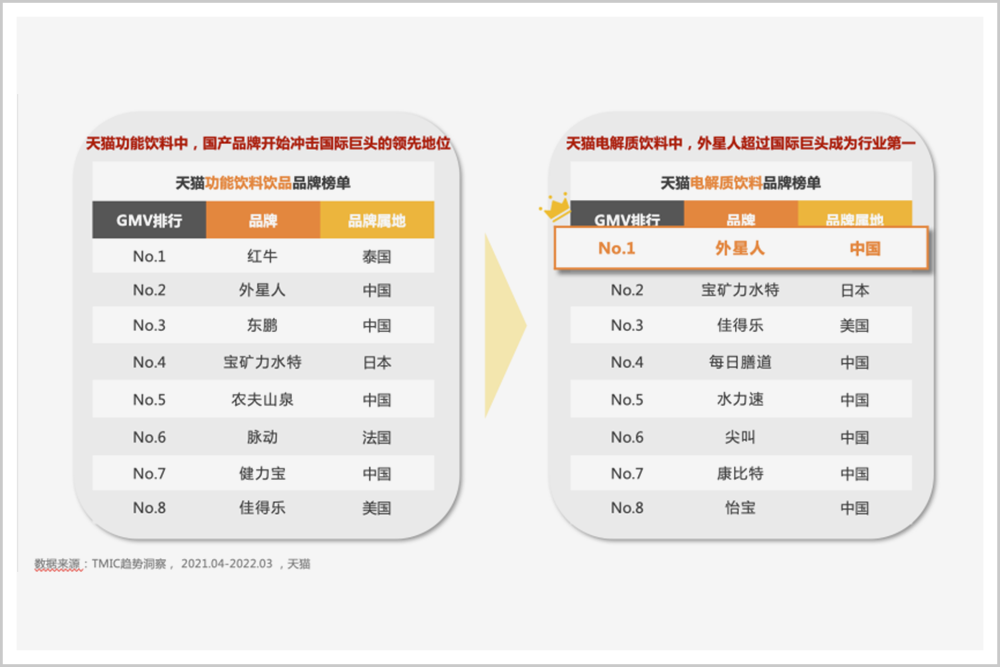 天猫功能饮料中，国产品牌开始冲击国际巨头的领先地位
天猫功能饮料饮品品牌榜单
GMV排行 品牌 品牌属地
No.1 红牛 泰国
No.2 外星人 中国
No.3 东鹏 中国
No.4 宝矿力水特 日本
No.5 农夫山泉 中国
No.6 脉动 法国
No.7 健力宝 中国
No.8 佳得乐 美国
天猫电解质饮料中，外星人超过国际巨头成为行业第一
天猫电解质饮料品牌榜单
GMV排行 品牌 品牌属地
No.1 外星人 中国
No.2 宝矿力水特 日本
No.3 佳得乐 美国
No.4 每日膳道 中国
No.5 水力速 中国
No.6 尖叫 中国
No.7 康比特 中国
No.8 怡宝 中国
数据来源：TMIC趋势洞察， 2021.04-2022.03 ，天猫